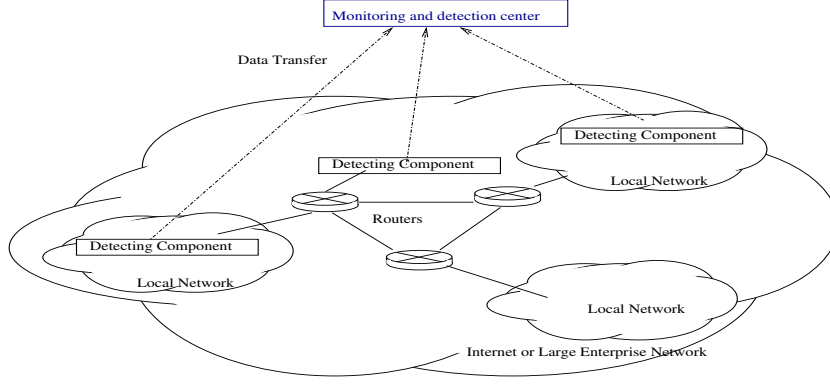 Monitoring and detection center
Data Transfer
Detecting Component
Detecting Component
Local Network
Routers
Detecting Component
Local Network
Local Network
Internet or Large Enterprise Network